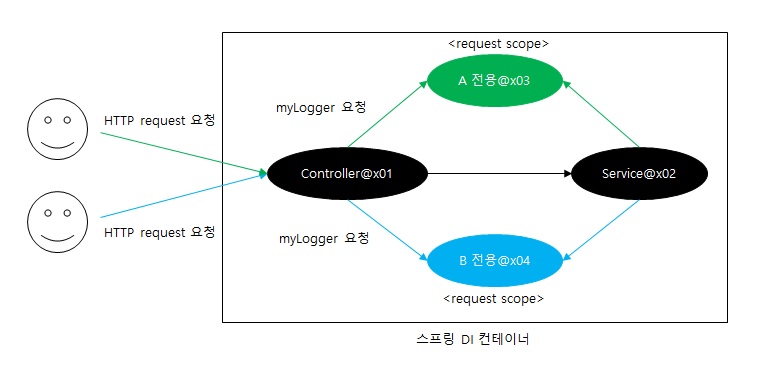 <request scope>
A 전용@x03
myLogger 요청
HTTP request 요청
Controller@x01
Service@x02
HTTP request 요청
myLogger 요청
B 전용@x04
<request scope>
스프링 DI 컨테이너